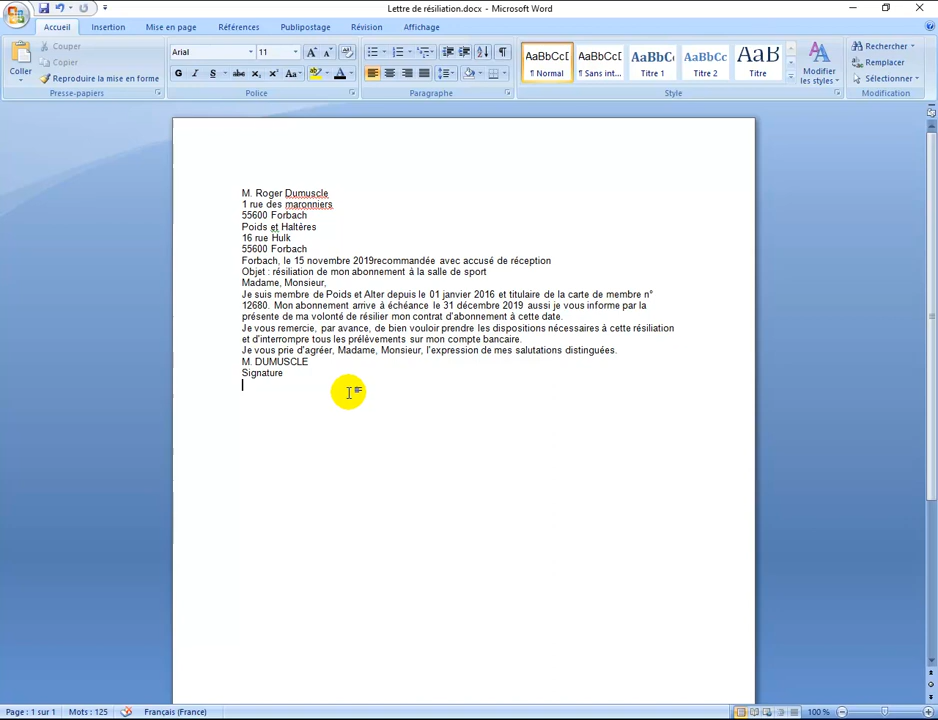 Lettre de résiliation.docx - Microsoft Word
Accueil Insertion Mise en page Références Publipostage Révision Affichage
Coller
Couper
Copier
Reproduire la mise en forme
Presse-papiers
Arial 11
G I S abc X₂ X² Aa A
Police
Paragraphe
AaBbCcD AaBbCcD AaBbC AaBbCc AaB
¶ Normal ¶ Sans int... Titre 1 Titre 2 Titre
Modifier
les styles
Style
Rechercher
Remplacer
Sélectionner
Modification
M. Roger Dumuscle
1 rue des maronniers
55600 Forbach
Poids et Haltères
16 rue Hulk
55600 Forbach
Forbach, le 15 novembre 2019recommandée avec accusé de réception
Objet : résiliation de mon abonnement à la salle de sport
Madame, Monsieur,
Je suis membre de Poids et Alter depuis le 01 janvier 2016 et titulaire de la carte de membre n°
12680. Mon abonnement arrive à échéance le 31 décembre 2019 aussi je vous informe par la
présente de ma volonté de résilier mon contrat d'abonnement à cette date.
Je vous remercie, par avance, de bien vouloir prendre les dispositions nécessaires à cette résiliation
et d'interrompre tous les prélèvements sur mon compte bancaire.
Je vous prie d'agréer, Madame, Monsieur, l'expression de mes salutations distinguées.
M. DUMUSCLE
Signature
Page : 1 sur 1 Mots : 125 Français (France) 100 %